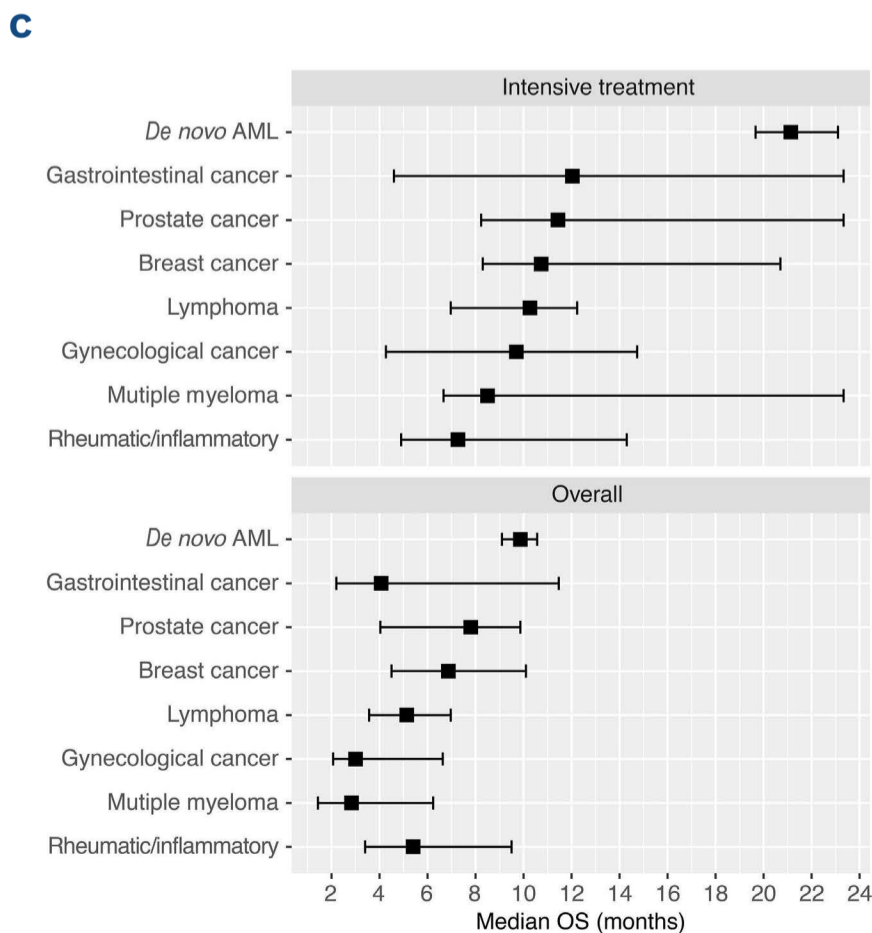 C
Intensive treatment
De novo AML
Gastrointestinal cancer
Prostate cancer
Breast cancer
Lymphoma
Gynecological cancer
Mutiple myeloma
Rheumatic/inflammatory
Overall
De novo AML
Gastrointestinal cancer
Prostate cancer
Breast cancer
Lymphoma
Gynecological cancer
Mutiple myeloma
Rheumatic/inflammatory
2 4 6 8 10 12 14 16 18 20 22 24
Median OS (months)